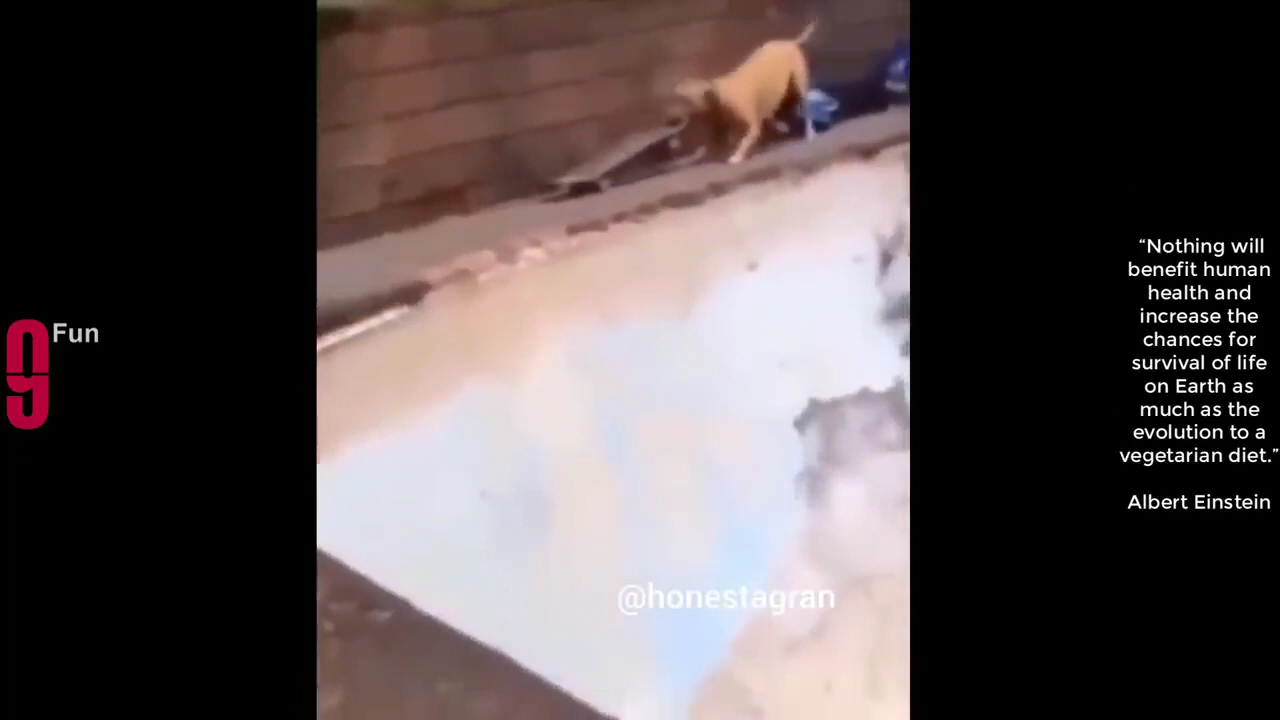 9 Fun
@honestagran
“Nothing will
benefit human
health and
increase the
chances for
survival of life
on Earth as
much as the
evolution to a
vegetarian diet.”
Albert Einstein